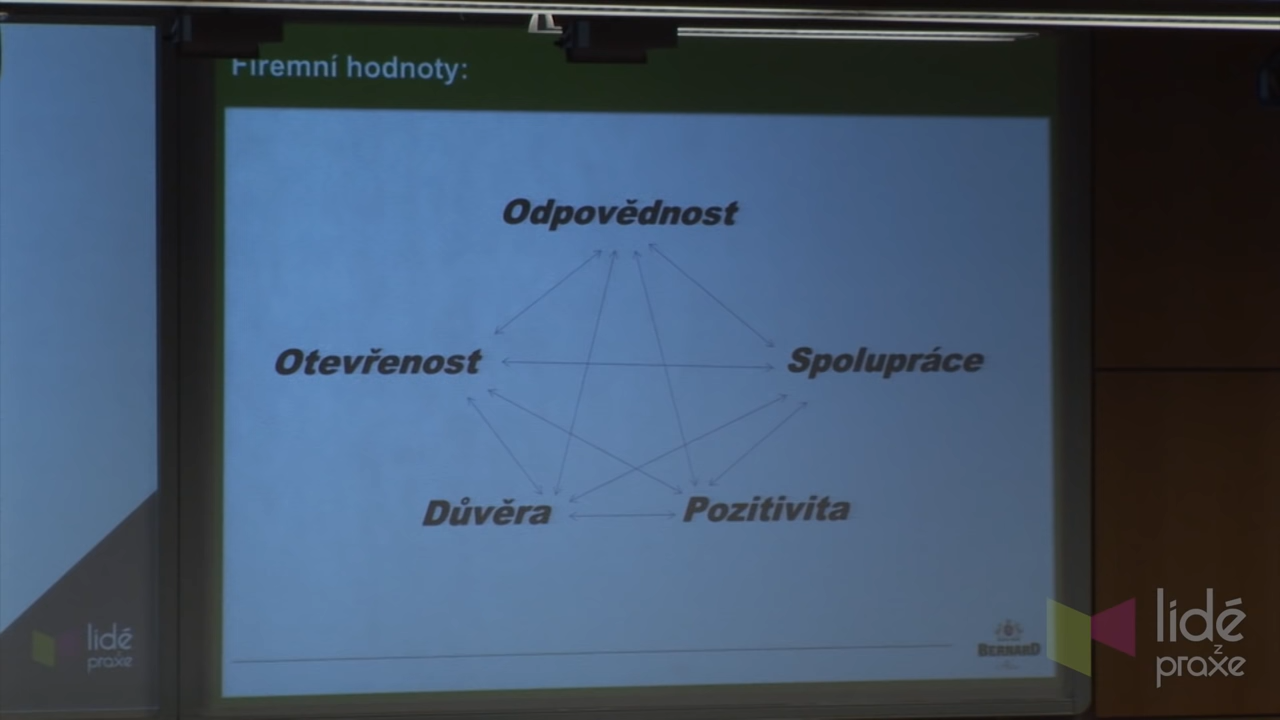 Firemní hodnoty:
Odpovědnost
Otevřenost
Spolupráce
Důvěra
Pozitivita
BERNARD
lidé
z
praxe
lidé
z
praxe